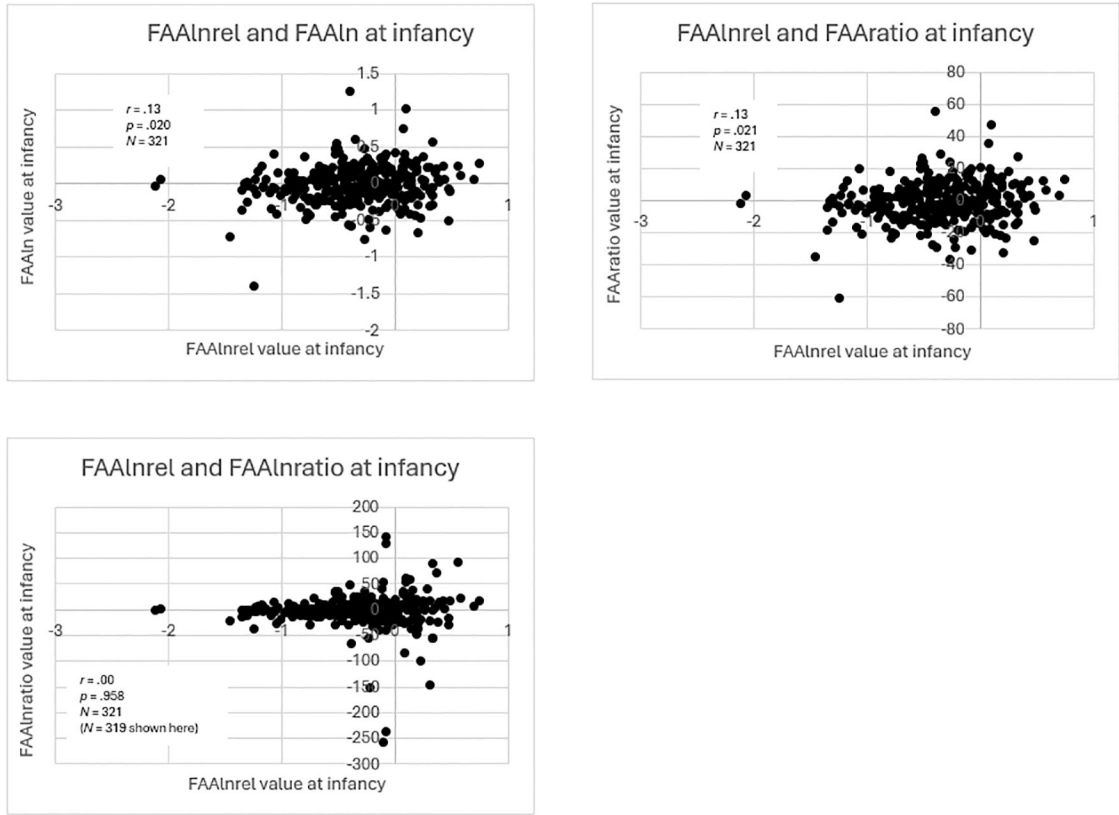 FAAlnrel and FAAln at infancy
FAAln value at infancy
1.5
1
0.5
0
-0.5
-1
-1.5
-2
-3
-2
-1
0
1
r = .13
p = .020
N = 321
FAAlnrel value at infancy
FAAlnrel and FAAratio at infancy
FAAratio value at infancy
80
60
40
20
0
-20
-40
-60
-80
-3
-2
-1
0
1
r = .13
p = .021
N = 321
FAAlnrel value at infancy
FAAlnrel and FAAlnratio at infancy
FAAlnratio value at infancy
200
150
100
50
0
-50
-100
-150
-200
-250
-300
-3
-2
-1
0
1
r = .00
p = .958
N = 321
(N = 319 shown here)
FAAlnrel value at infancy